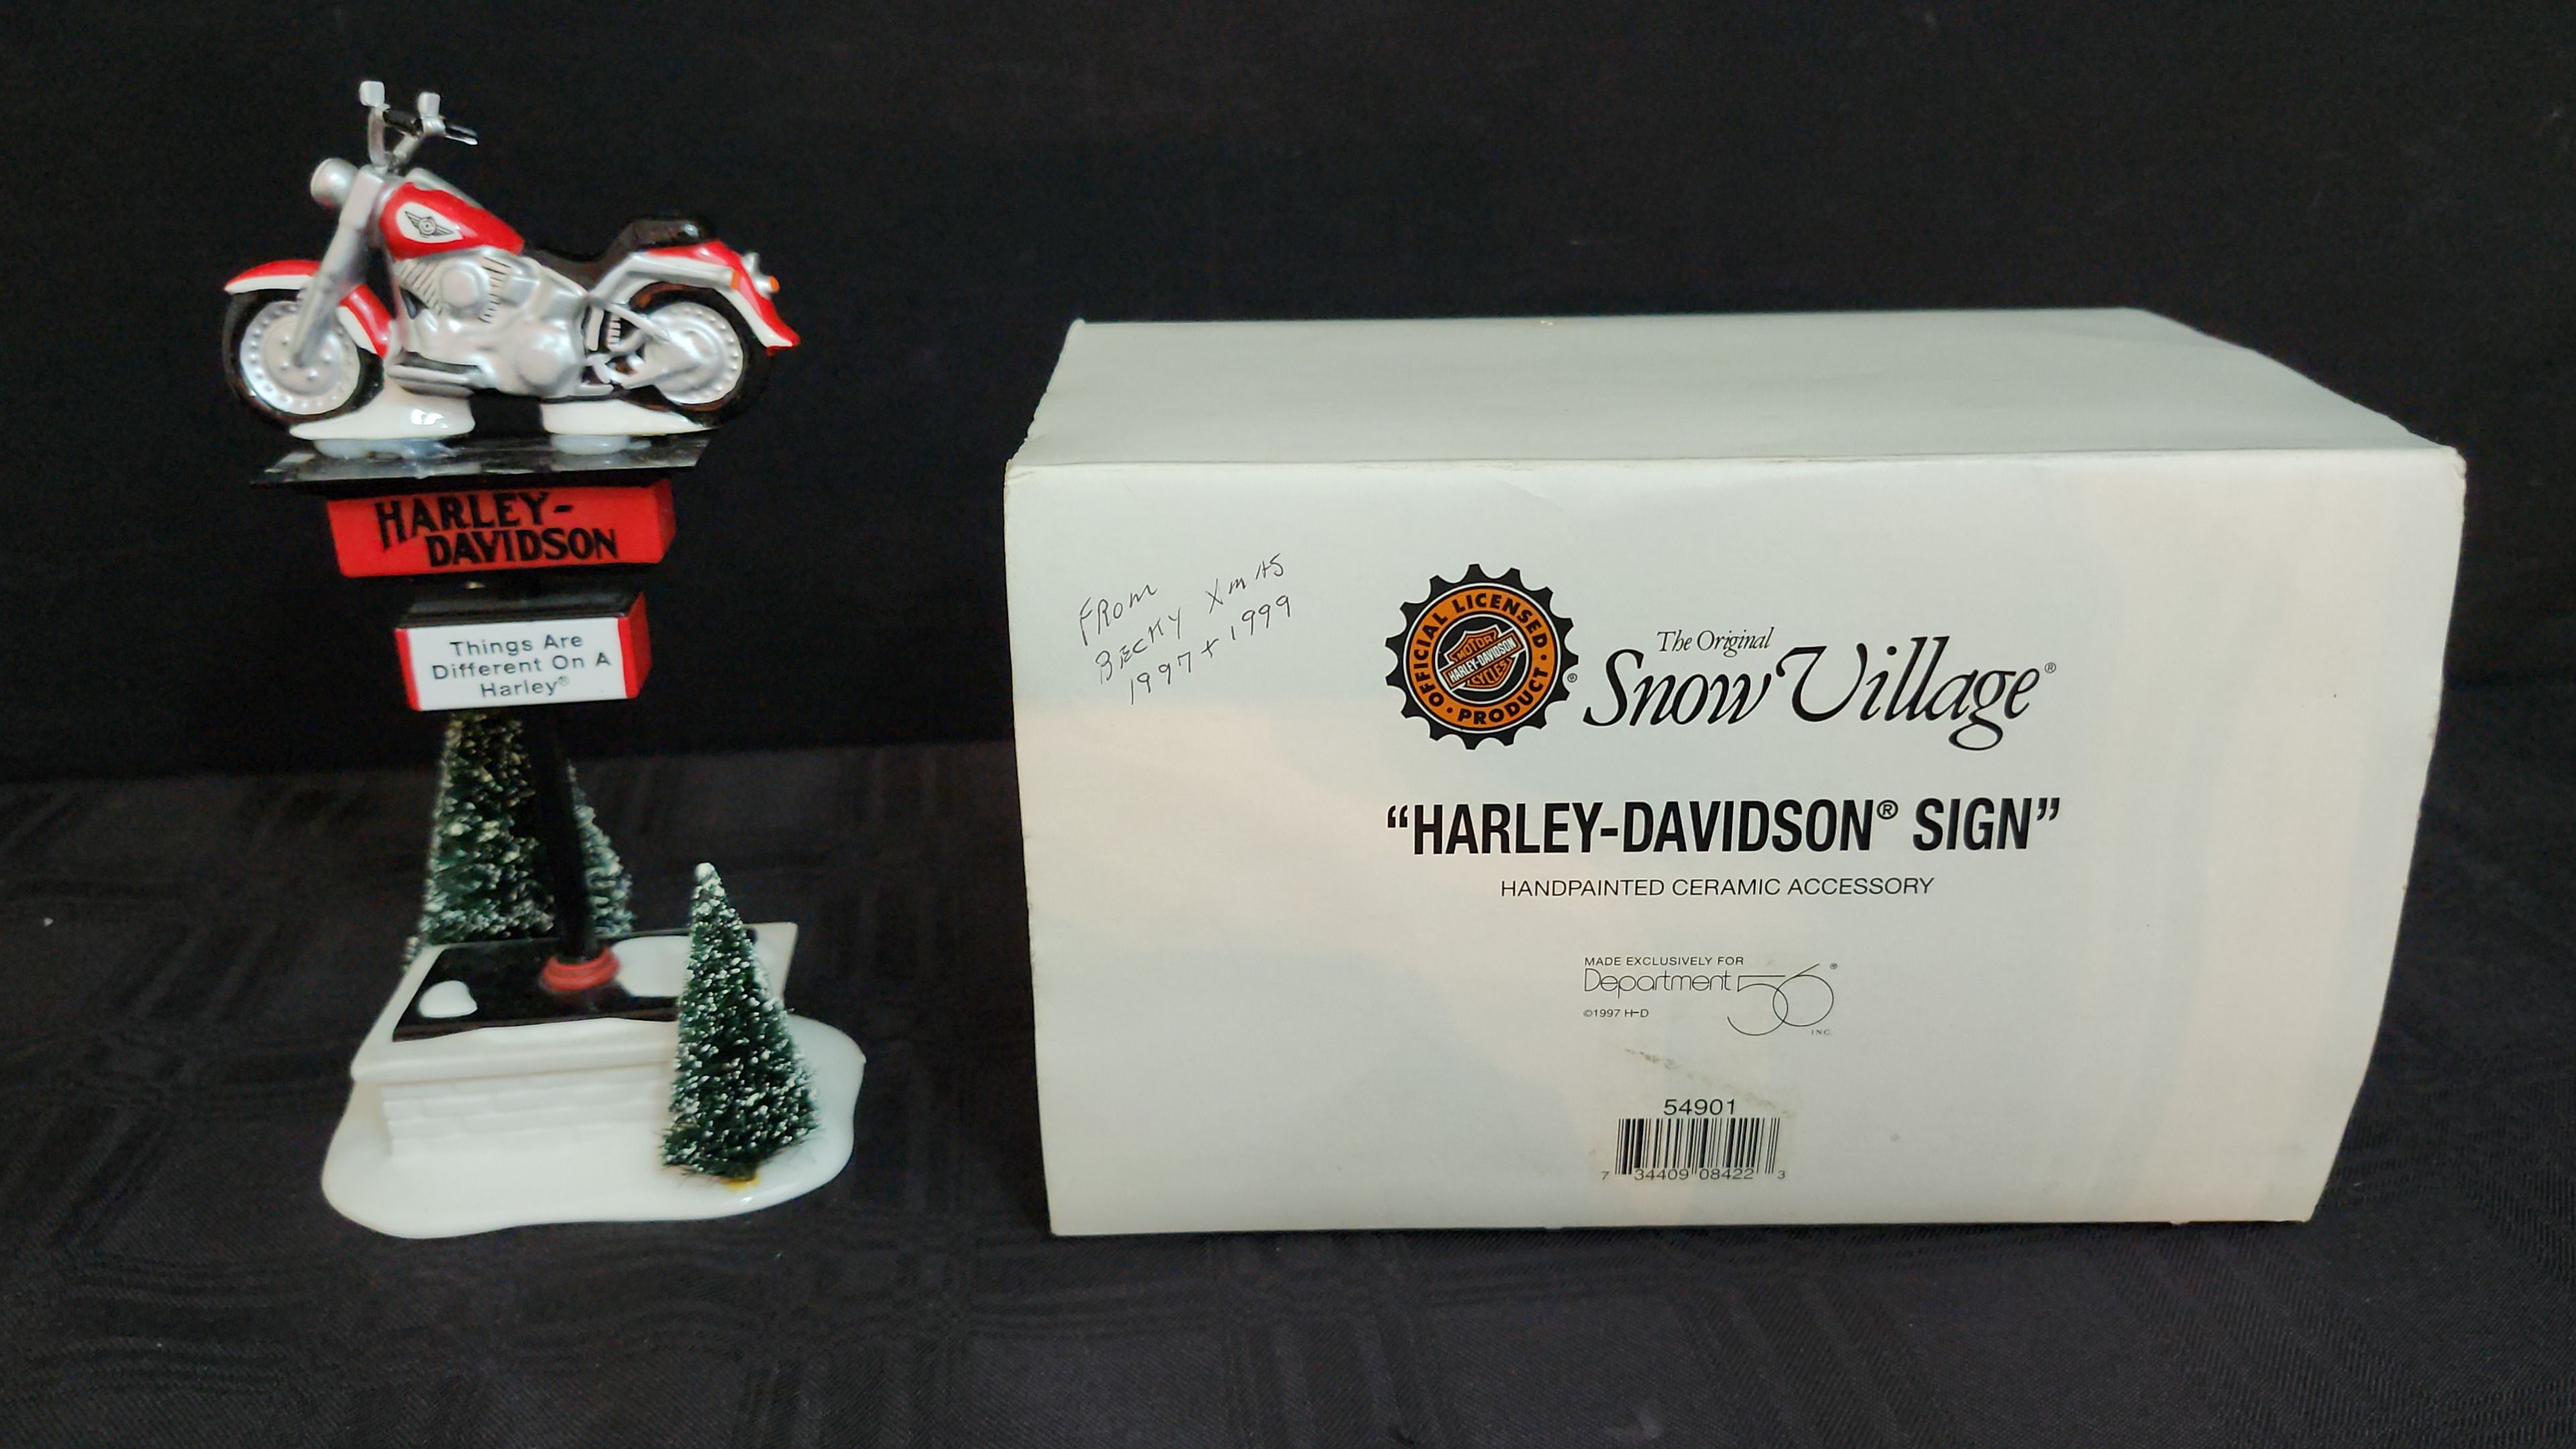 HARLEY-
DAVIDSON
Things Are
Different On A
Harley®
FROM
BECKY XMAS
1997 + 1999
OFFICIAL LICENSED
MOTOR
HARLEY-DAVIDSON
CYCLES
PRODUCT
®
The Original
Snow Village®
“HARLEY-DAVIDSON® SIGN”
HANDPAINTED CERAMIC ACCESSORY
MADE EXCLUSIVELY FOR
Department 56®
INC.
©1997 H-D
54901
7 34409 08422 3